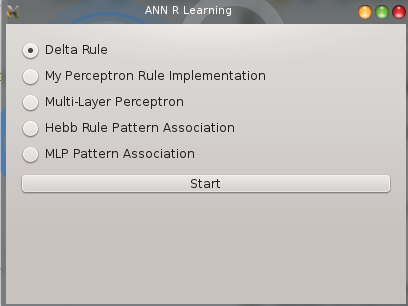 ANN R Learning
Delta Rule
My Perceptron Rule Implementation
Multi-Layer Perceptron
Hebb Rule Pattern Association
MLP Pattern Association
Start